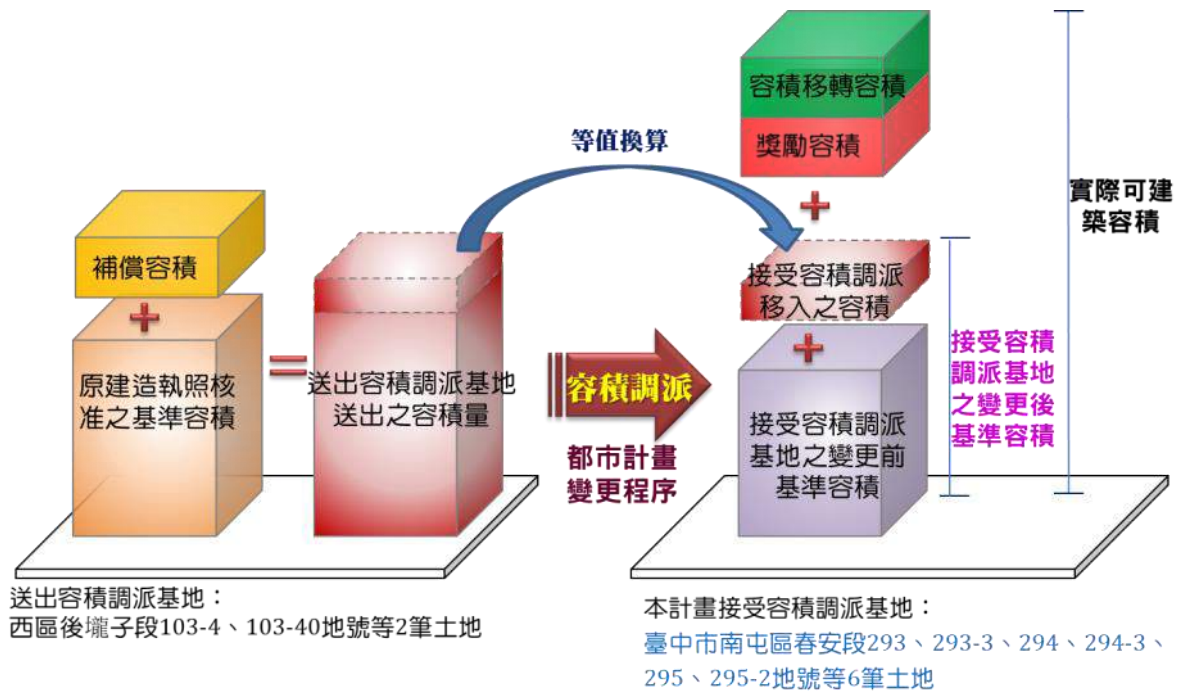 補償容積
+
原建造執照核
准之基準容積
=
送出容積調派基地
送出之容積量
等值換算
容積調派
都市計畫
變更程序
容積移轉容積
獎勵容積
+
接受容積調派
移入之容積
+
接受容積調派
基地之變更前
基準容積
接受容積
調派基地
之變更後
基準容積
實際可建
築容積
送出容積調派基地：
西區後壠子段103-4、103-40地號等2筆土地
本計畫接受容積調派基地：
臺中市南屯區春安段293、293-3、294、294-3、
295、295-2地號等6筆土地